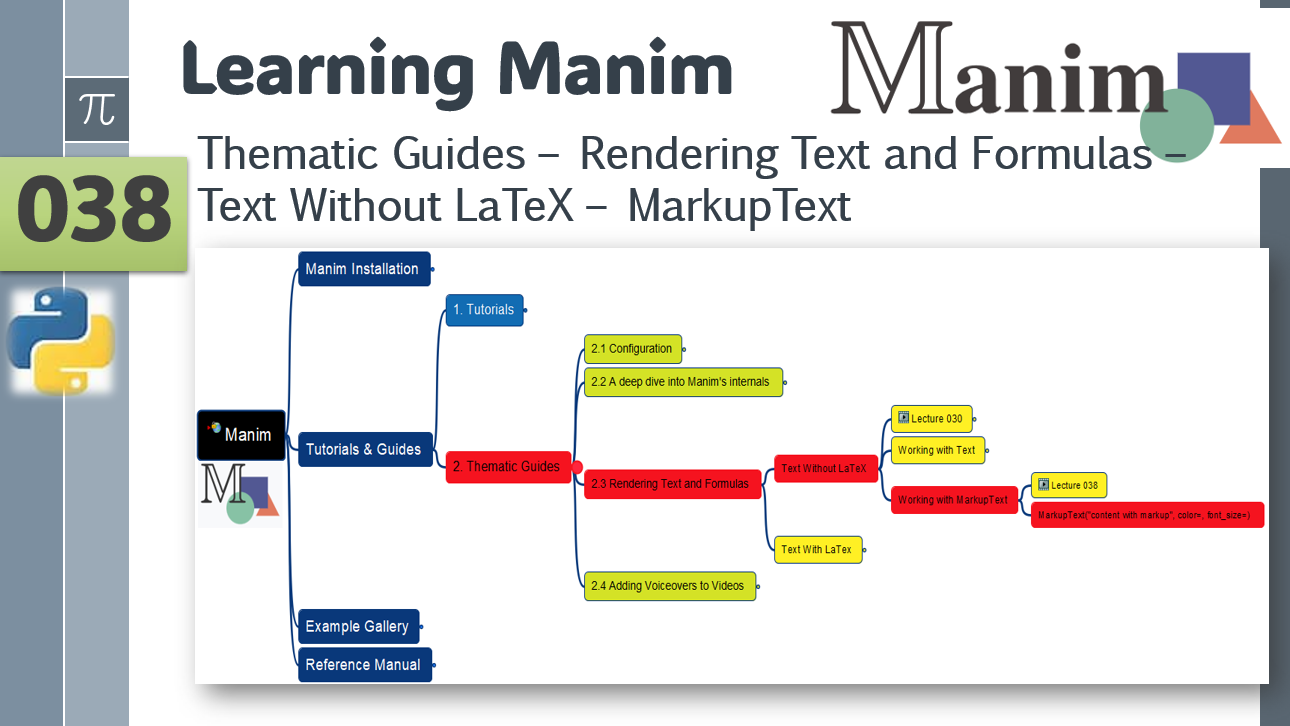 Learning Manim
Manim
π
Thematic Guides – Rendering Text and Formulas –
Text Without LaTeX – MarkupText
038
Manim Installation
1. Tutorials
2.1 Configuration
2.2 A deep dive into Manim's internals
Lecture 030
Manim
Tutorials & Guides
Working with Text
2. Thematic Guides
Text Without LaTeX
2.3 Rendering Text and Formulas
Lecture 038
Working with MarkupText
MarkupText("content with markup", color=, font_size=)
M
Text With LaTex
2.4 Adding Voiceovers to Videos
Example Gallery
Reference Manual